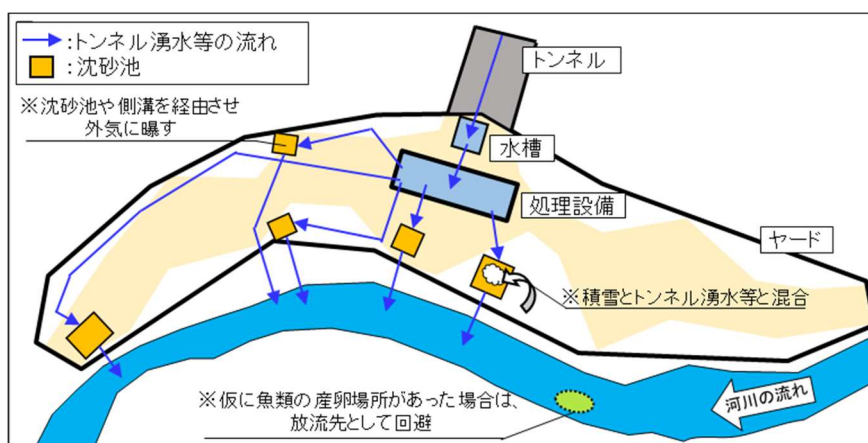 :トンネル湧水等の流れ
:沈砂池
※沈砂池や側溝を経由させ
外気に曝す
トンネル
水槽
処理設備
ヤード
※積雪とトンネル湧水等と混合
※仮に魚類の産卵場所があった場合は、
放流先として回避
河川の流れ